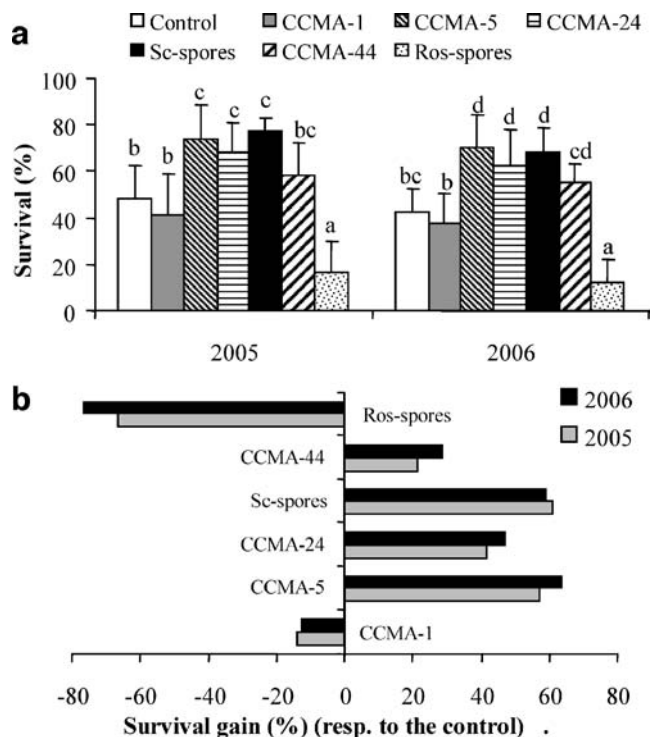 a
Control CCMA-1 CCMA-5 CCMA-24
Sc-spores CCMA-44 Ros-spores
Survival (%)
100
80
60
40
20
0
b b c c c bc a
bc b d d d cd a
2005 2006
b
2006
2005
Ros-spores
CCMA-44
Sc-spores
CCMA-24
CCMA-5
CCMA-1
-80 -60 -40 -20 0 20 40 60 80
Survival gain (%) (resp. to the control) .